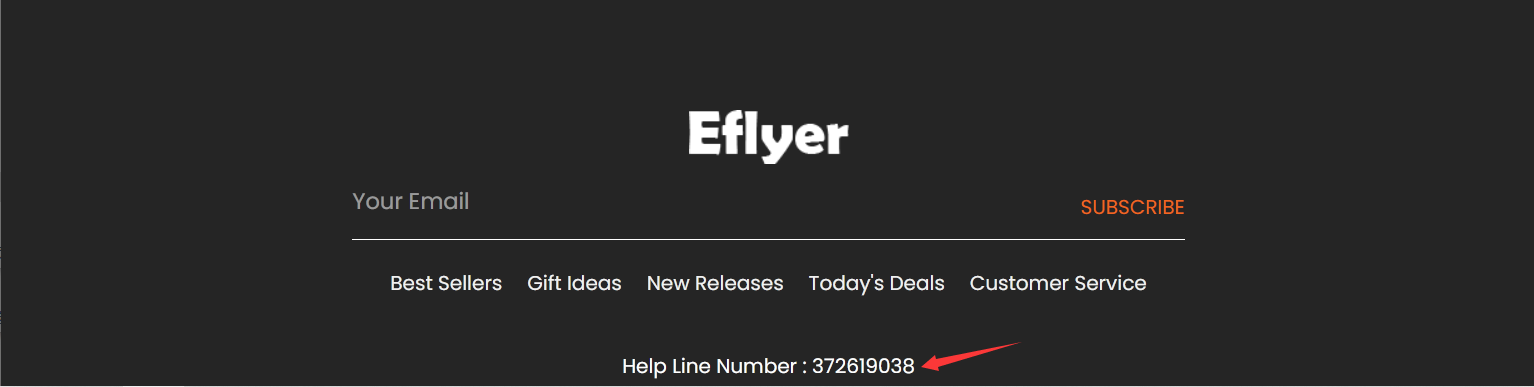 Eflyer
Your Email
SUBSCRIBE
Best Sellers Gift Ideas New Releases Today's Deals Customer Service
Help Line Number : 372619038